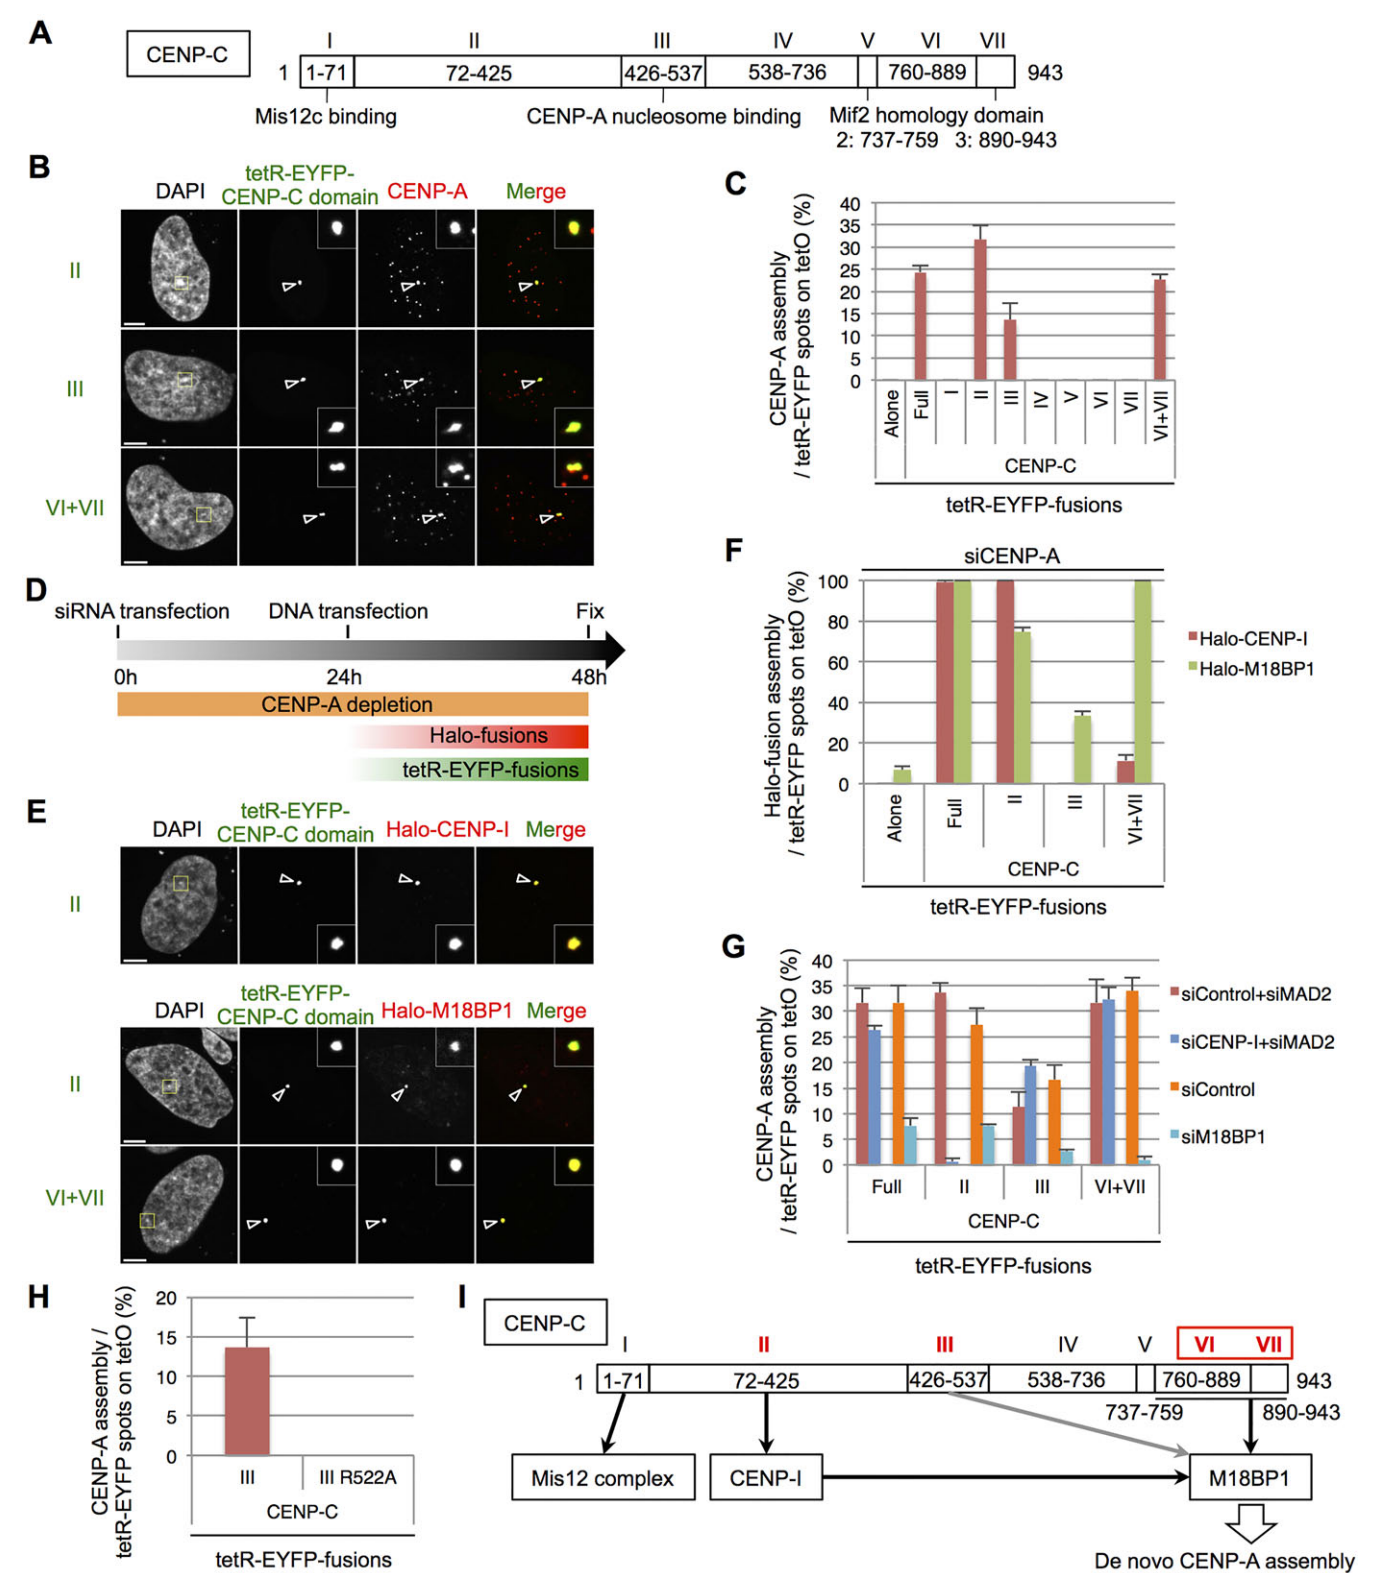 A
CENP-C
I II III IV V VI VII
1 1-71 72-425 426-537 538-736 760-889 943
Mis12c binding CENP-A nucleosome binding Mif2 homology domain
2: 737-759 3: 890-943
B
DAPI tetR-EYFP-CENP-C domain CENP-A Merge
II
III
VI+VII
C
CENP-A assembly
/ tetR-EYFP spots on tetO (%)
40
35
30
25
20
15
10
5
0
Alone Full I II III IV V VI VII VI+VII
CENP-C
tetR-EYFP-fusions
D
siRNA transfection DNA transfection Fix
0h 24h 48h
CENP-A depletion
Halo-fusions
tetR-EYFP-fusions
E
DAPI tetR-EYFP-CENP-C domain Halo-CENP-I Merge
II
DAPI tetR-EYFP-CENP-C domain Halo-M18BP1 Merge
II
VI+VII
F
siCENP-A
Halo-fusion assembly
/ tetR-EYFP spots on tetO (%)
100
80
60
40
20
0
Halo-CENP-I
Halo-M18BP1
Alone Full II III VI+VII
CENP-C
tetR-EYFP-fusions
G
CENP-A assembly
/ tetR-EYFP spots on tetO (%)
40
35
30
25
20
15
10
5
0
siControl+siMAD2
siCENP-I+siMAD2
siControl
siM18BP1
Full II III VI+VII
CENP-C
tetR-EYFP-fusions
H
CENP-A assembly /
tetR-EYFP spots on tetO (%)
20
15
10
5
0
III III R522A
CENP-C
tetR-EYFP-fusions
I
CENP-C
I II III IV V VI VII
1 1-71 72-425 426-537 538-736 760-889 943
737-759 890-943
Mis12 complex CENP-I M18BP1
De novo CENP-A assembly